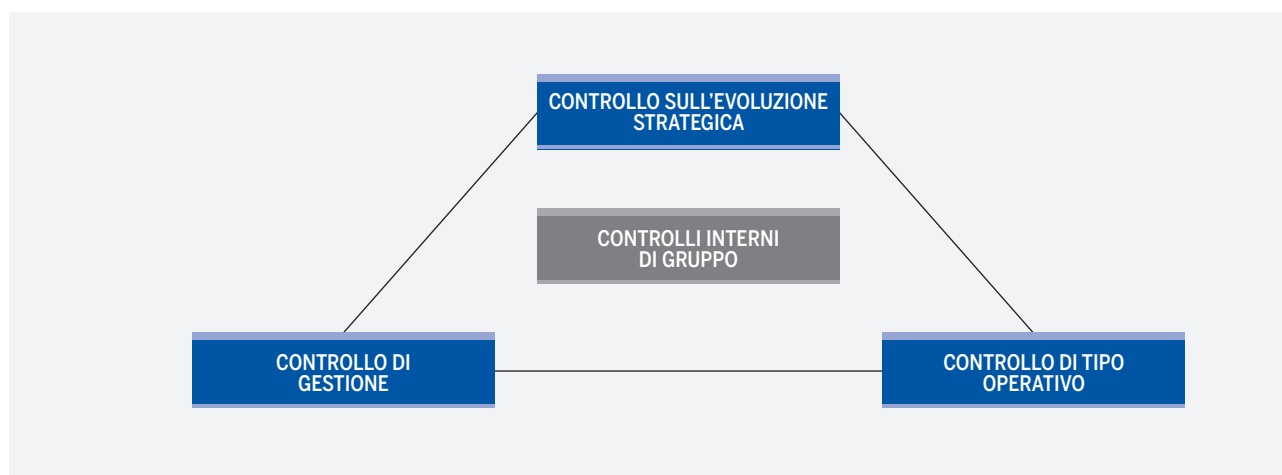 CONTROLLO SULL'EVOLUZIONE
STRATEGICA
CONTROLLI INTERNI
DI GRUPPO
CONTROLLO DI
GESTIONE
CONTROLLO DI TIPO
OPERATIVO